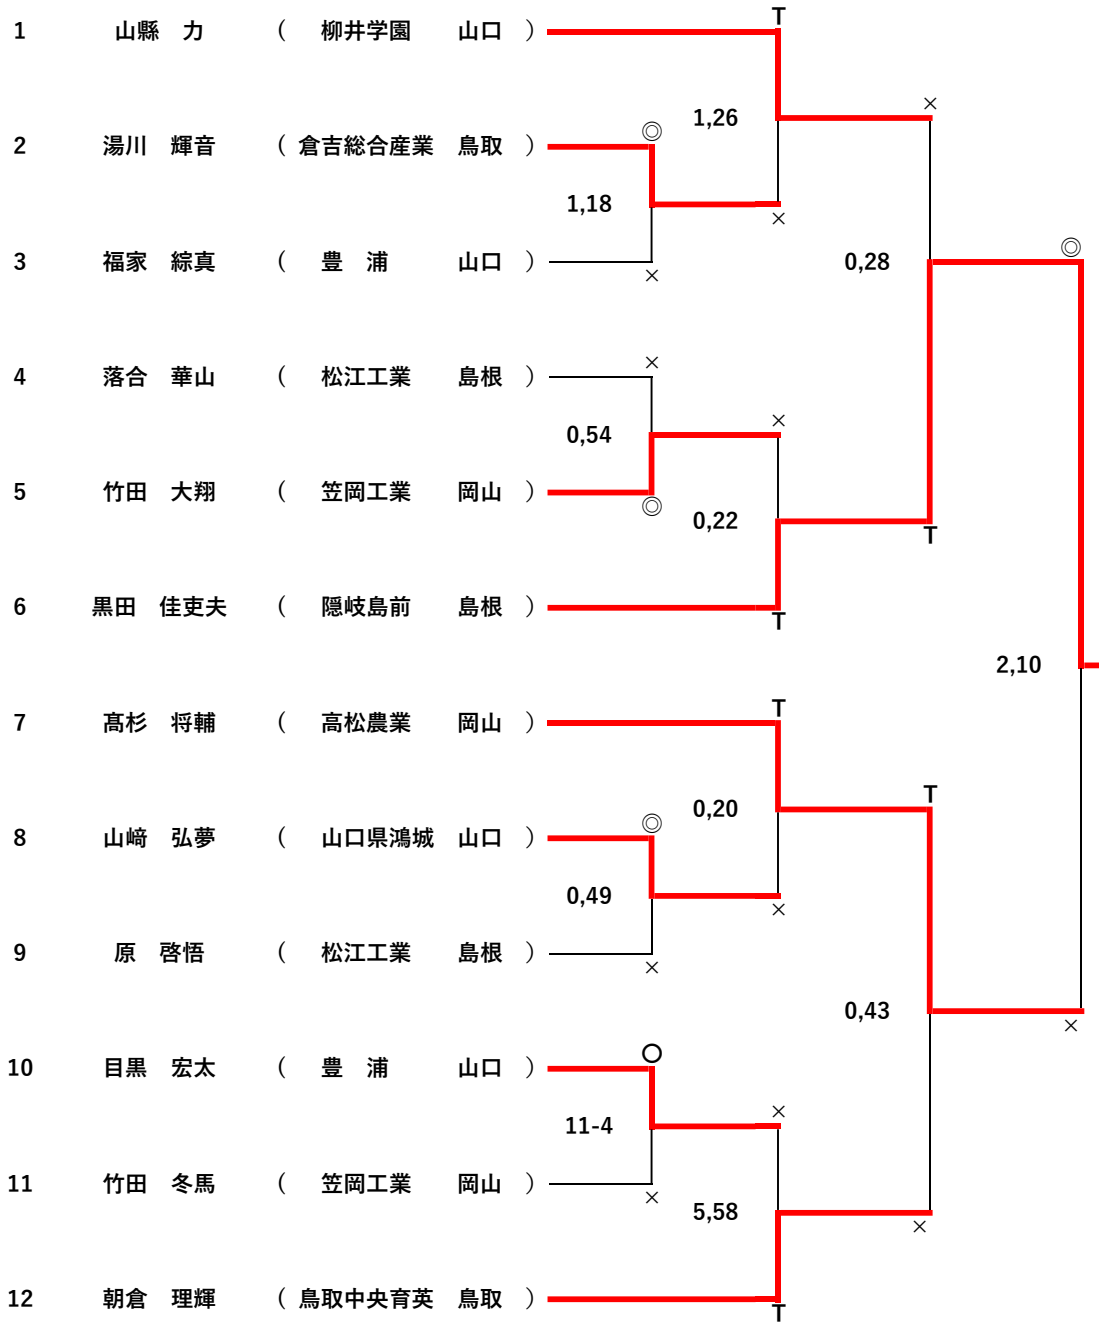 1 山縣　力 ( 柳井学園 山口 ) T
×
1,26
2 湯川　輝音 ( 倉吉総合産業 鳥取 ) ◎
1,18
×
3 福家　綜真 ( 豊　浦 山口 ) ×
0,28
◎
4 落合　華山 ( 松江工業 島根 ) ×
0,54
×
5 竹田　大翔 ( 笠岡工業 岡山 ) ◎
0,22
T
6 黒田　佳吏夫 ( 隠岐島前 島根 ) T
2,10
7 髙杉　将輔 ( 高松農業 岡山 ) T
T
0,20
8 山﨑　弘夢 ( 山口県鴻城 山口 ) ◎
0,49
×
9 原　啓悟 ( 松江工業 島根 ) ×
0,43
×
10 目黒　宏太 ( 豊　浦 山口 ) ○
11-4
×
11 竹田　冬馬 ( 笠岡工業 岡山 ) ×
5,58
×
12 朝倉　理輝 ( 鳥取中央育英 鳥取 ) T